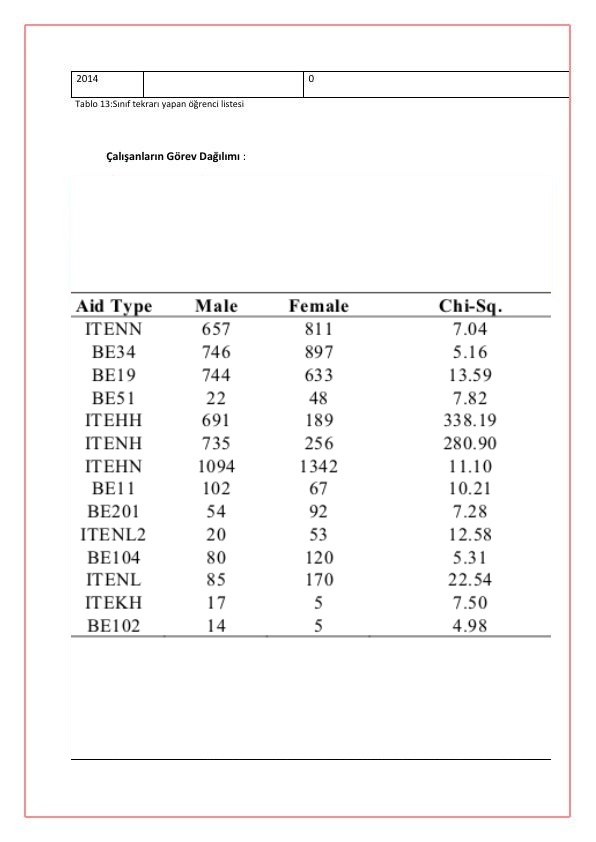 2014 0
Tablo 13:Sınıf tekrarı yapan öğrenci listesi
Çalışanların Görev Dağılımı :
Aid Type Male Female Chi-Sq.
ITENN 657 811 7.04
BE34 746 897 5.16
BE19 744 633 13.59
BE51 22 48 7.82
ITEHH 691 189 338.19
ITENH 735 256 280.90
ITEHN 1094 1342 11.10
BE11 102 67 10.21
BE201 54 92 7.28
ITENL2 20 53 12.58
BE104 80 120 5.31
ITENL 85 170 22.54
ITEKH 17 5 7.50
BE102 14 5 4.98